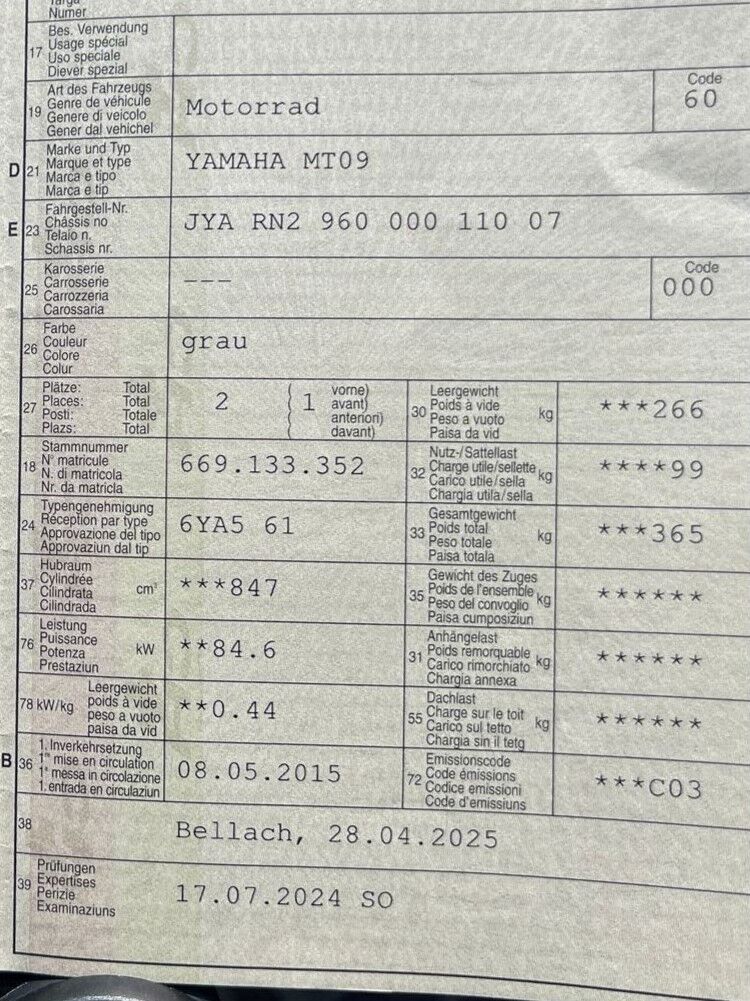 Numer
17 Bes. Verwendung
Usage spécial
Uso speciale
Diever spezial
19 Art des Fahrzeugs
Genre de véhicule
Genere di veicolo
Gener dal vehichel
Motorrad
Code
60
D 21 Marke und Typ
Marque et type
Marca e tipo
Marca e tip
YAMAHA MT09
E 23 Fahrgestell-Nr.
Châssis no
Telaio n.
Schassis nr.
JYA RN2 960 000 110 07
25 Karosserie
Carrosserie
Carrozzeria
Carossaria
---
Code
000
26 Farbe
Couleur
Colore
Colur
grau
27 Plätze: Total
Places: Total
Posti: Totale
Plazs: Total
2 ( 1 vorne)
( avant)
( anteriori)
( davant)
30 Leergewicht
Poids à vide
Peso a vuoto
Paisa da vid
kg
***266
18 Stammnummer
N° matricule
N. di matricola
Nr. da matricla
669.133.352
32 Nutz-/Sattellast
Charge utile/sellette
Carico utile/sella
Chargia utila/sella
kg
****99
24 Typengenehmigung
Réception par type
Approvazione del tipo
Approvaziun dal tip
6YA5 61
33 Gesamtgewicht
Poids total
Peso totale
Paisa totala
kg
***365
37 Hubraum
Cylindrée
Cilindrata
Cilindrada
cm³
***847
35 Gewicht des Zuges
Poids de l'ensemble
Peso del convoglio
Paisa cumposiziun
kg
******
76 Leistung
Puissance
Potenza
Prestaziun
kW
**84.6
31 Anhängelast
Poids remorquable
Carico rimorchiato
Chargia annexa
kg
******
78 kW/kg Leergewicht
poids à vide
peso a vuoto
paisa da vid
**0.44
55 Dachlast
Charge sur le toit
Carico sul tetto
Chargia sin il tetg
kg
******
B 36 1. Inverkehrsetzung
1re mise en circulation
1a messa in circolazione
1. entrada en circulaziun
08.05.2015
72 Emissionscode
Code émissions
Codice emissioni
Code d'emissiuns
***C03
38 Bellach, 28.04.2025
39 Prüfungen
Expertises
Perizie
Examinaziuns
17.07.2024 SO